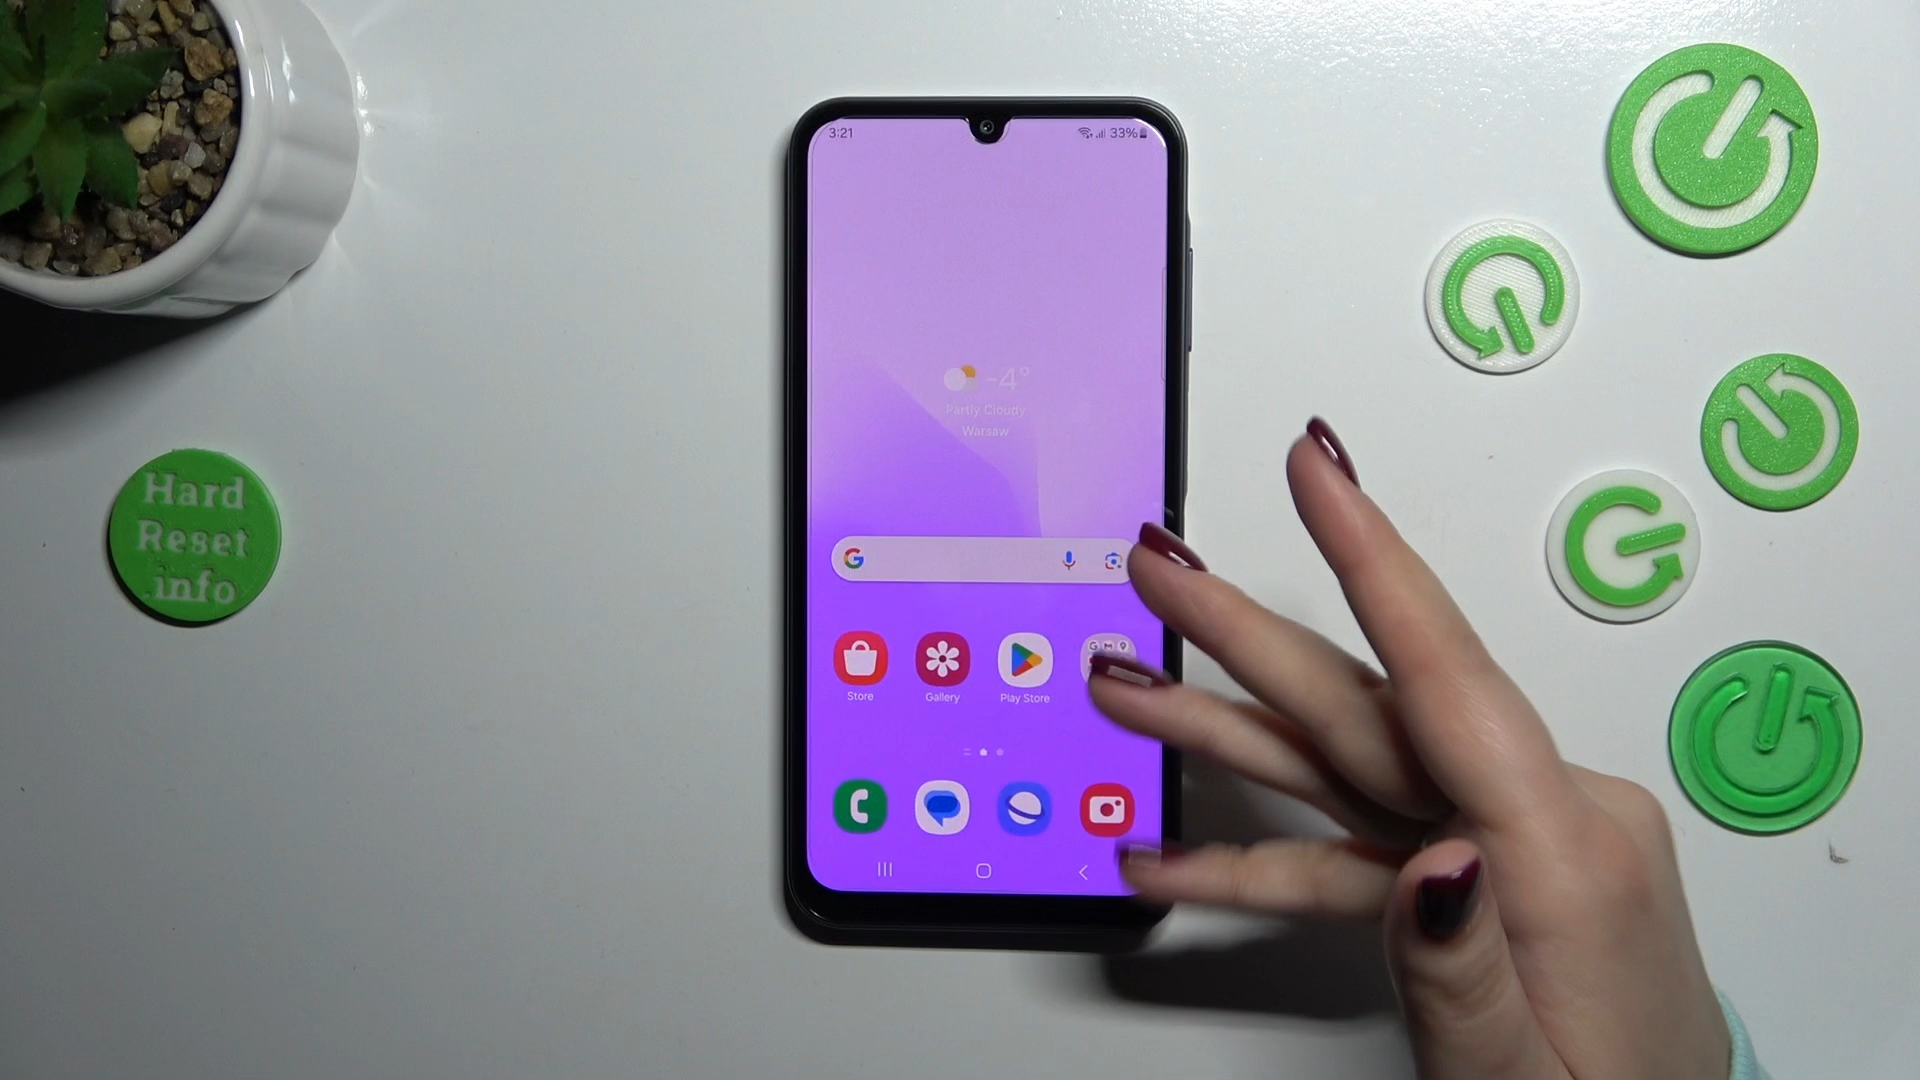 3:21
33%
-4°
Partly Cloudy
Warsaw
G
Store
Gallery
Play Store
Hard
Reset
.info